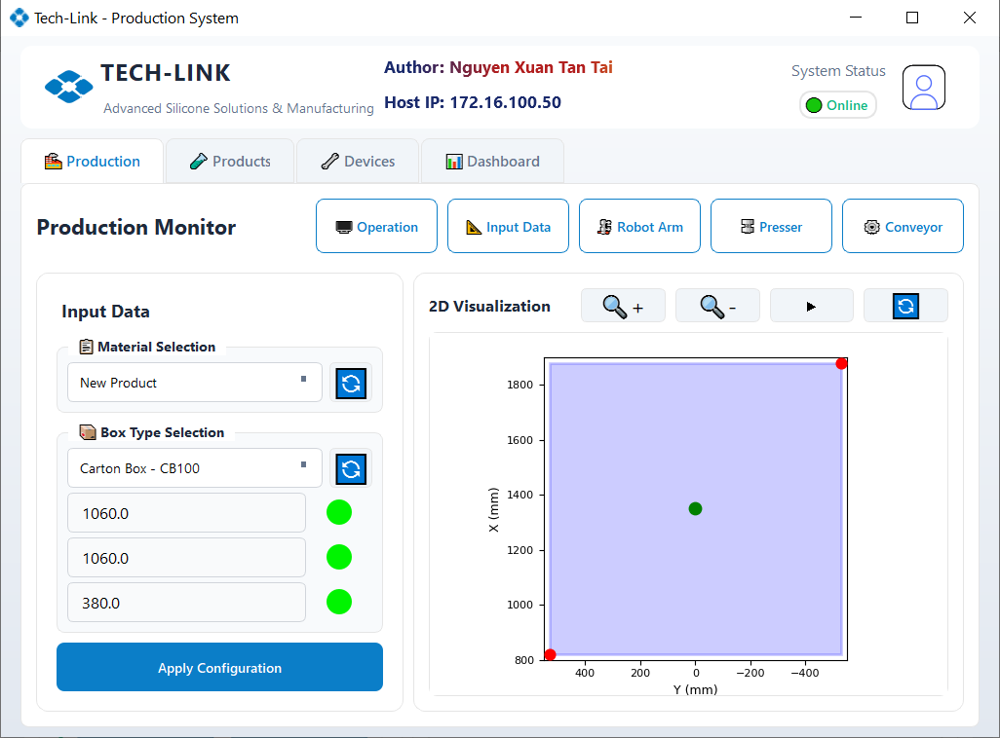 Tech-Link - Production System
TECH-LINK
Advanced Silicone Solutions & Manufacturing
Author: Nguyen Xuan Tan Tai
Host IP: 172.16.100.50
System Status
Online
Production
Products
Devices
Dashboard
Production Monitor
Operation
Input Data
Robot Arm
Presser
Conveyor
Input Data
Material Selection
New Product
Box Type Selection
Carton Box - CB100
1060.0
1060.0
380.0
Apply Configuration
2D Visualization
+
-
X (mm)
1800
1600
1400
1200
1000
800
400 200 0 −200 −400
Y (mm)